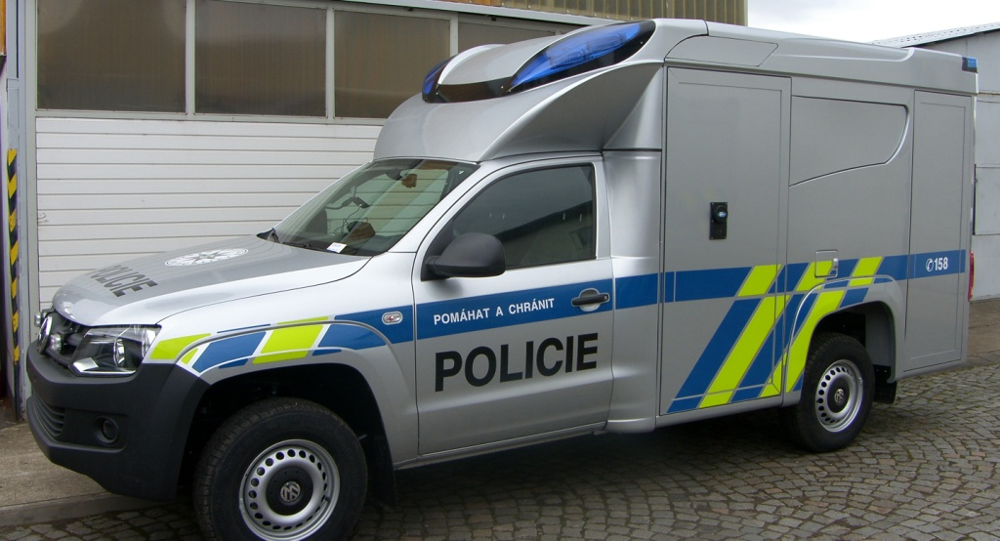 POLICIE
POMÁHAT A CHRÁNIT
POLICIE
✆158